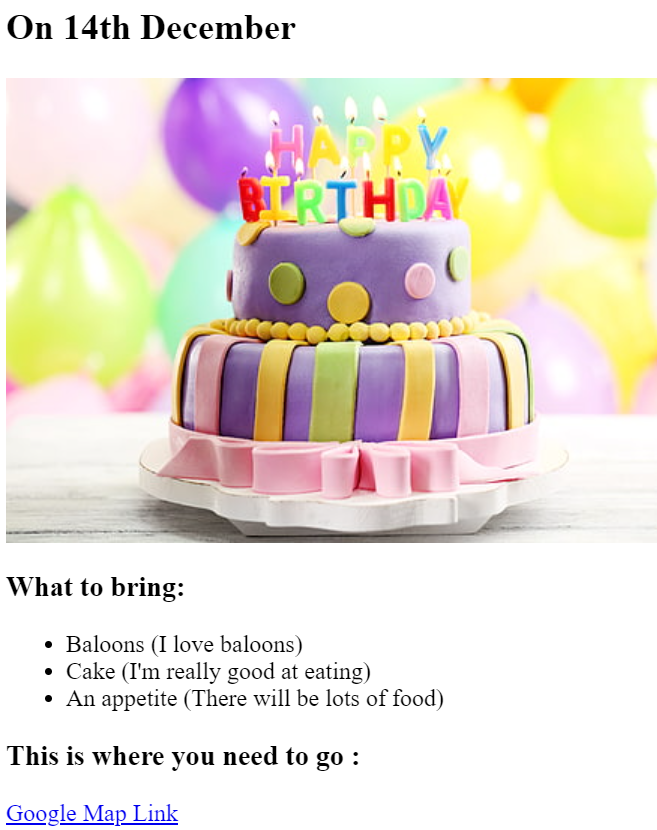 On 14th December
HAPPY
BIRTHDAY
What to bring:
Baloons (I love baloons)
Cake (I'm really good at eating)
An appetite (There will be lots of food)
This is where you need to go :
Google Map Link